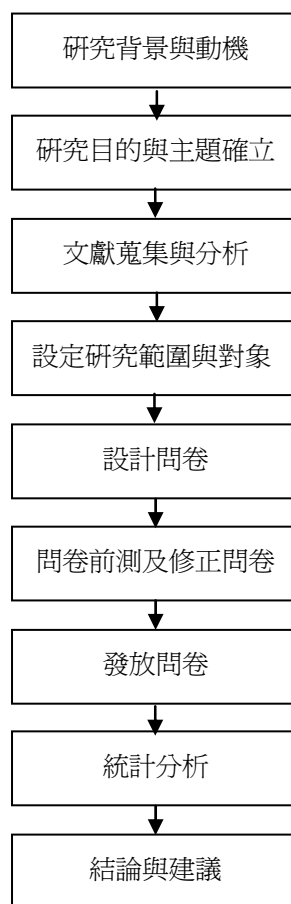 研究背景與動機
研究目的與主題確立
文獻蒐集與分析
設定研究範圍與對象
設計問卷
問卷前測及修正問卷
發放問卷
統計分析
結論與建議